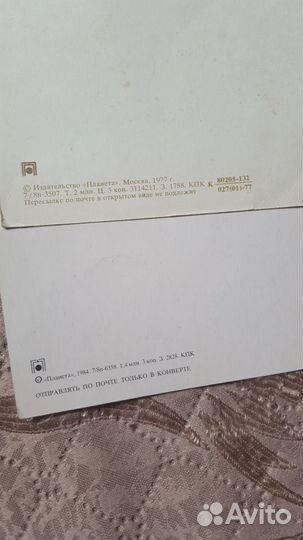 © Издательство «Планета». Москва, 1977 г.
7/8п-3507. Т. 2 млн. Ц. 5 коп. 3114211. З. 1788. КПК К 80205-132
027(01)-77
Пересылке по почте в открытом виде не подлежит
© «Планета», 1984. 7/8п-6358. 1,4 млн. 3 коп. З. 2828. КПК
ОТПРАВЛЯТЬ ПО ПОЧТЕ ТОЛЬКО В КОНВЕРТЕ
Avito